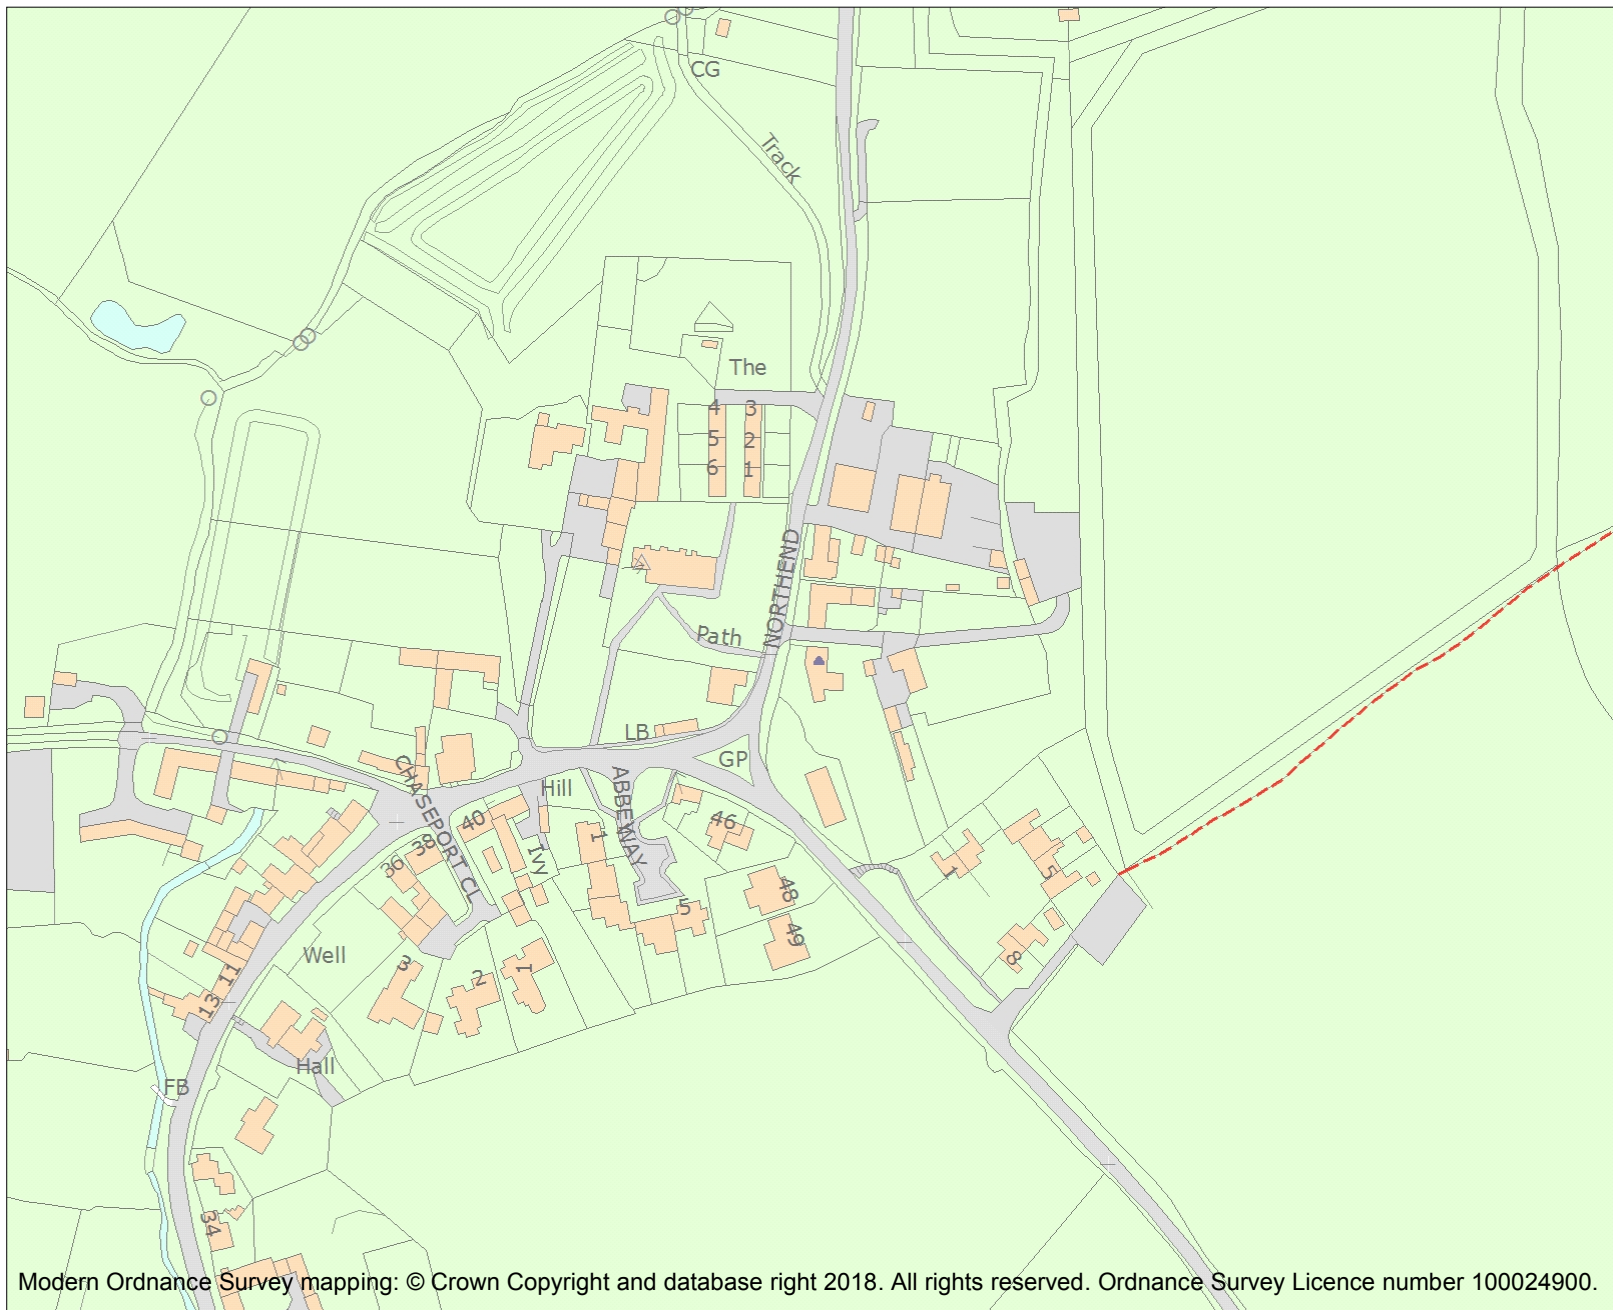 CG
Track
The
4 3
5 2
6 1
NORTHEND
Path
LB
GP
Hill
ABBEWAY
CHASEPORT CL
40
38
36
Ivy
1
46
48
49
5
1
5
8
Well
11
13
3
2
1
Hall
FB
34
Modern Ordnance Survey mapping: © Crown Copyright and database right 2018. All rights reserved. Ordnance Survey Licence number 100024900.